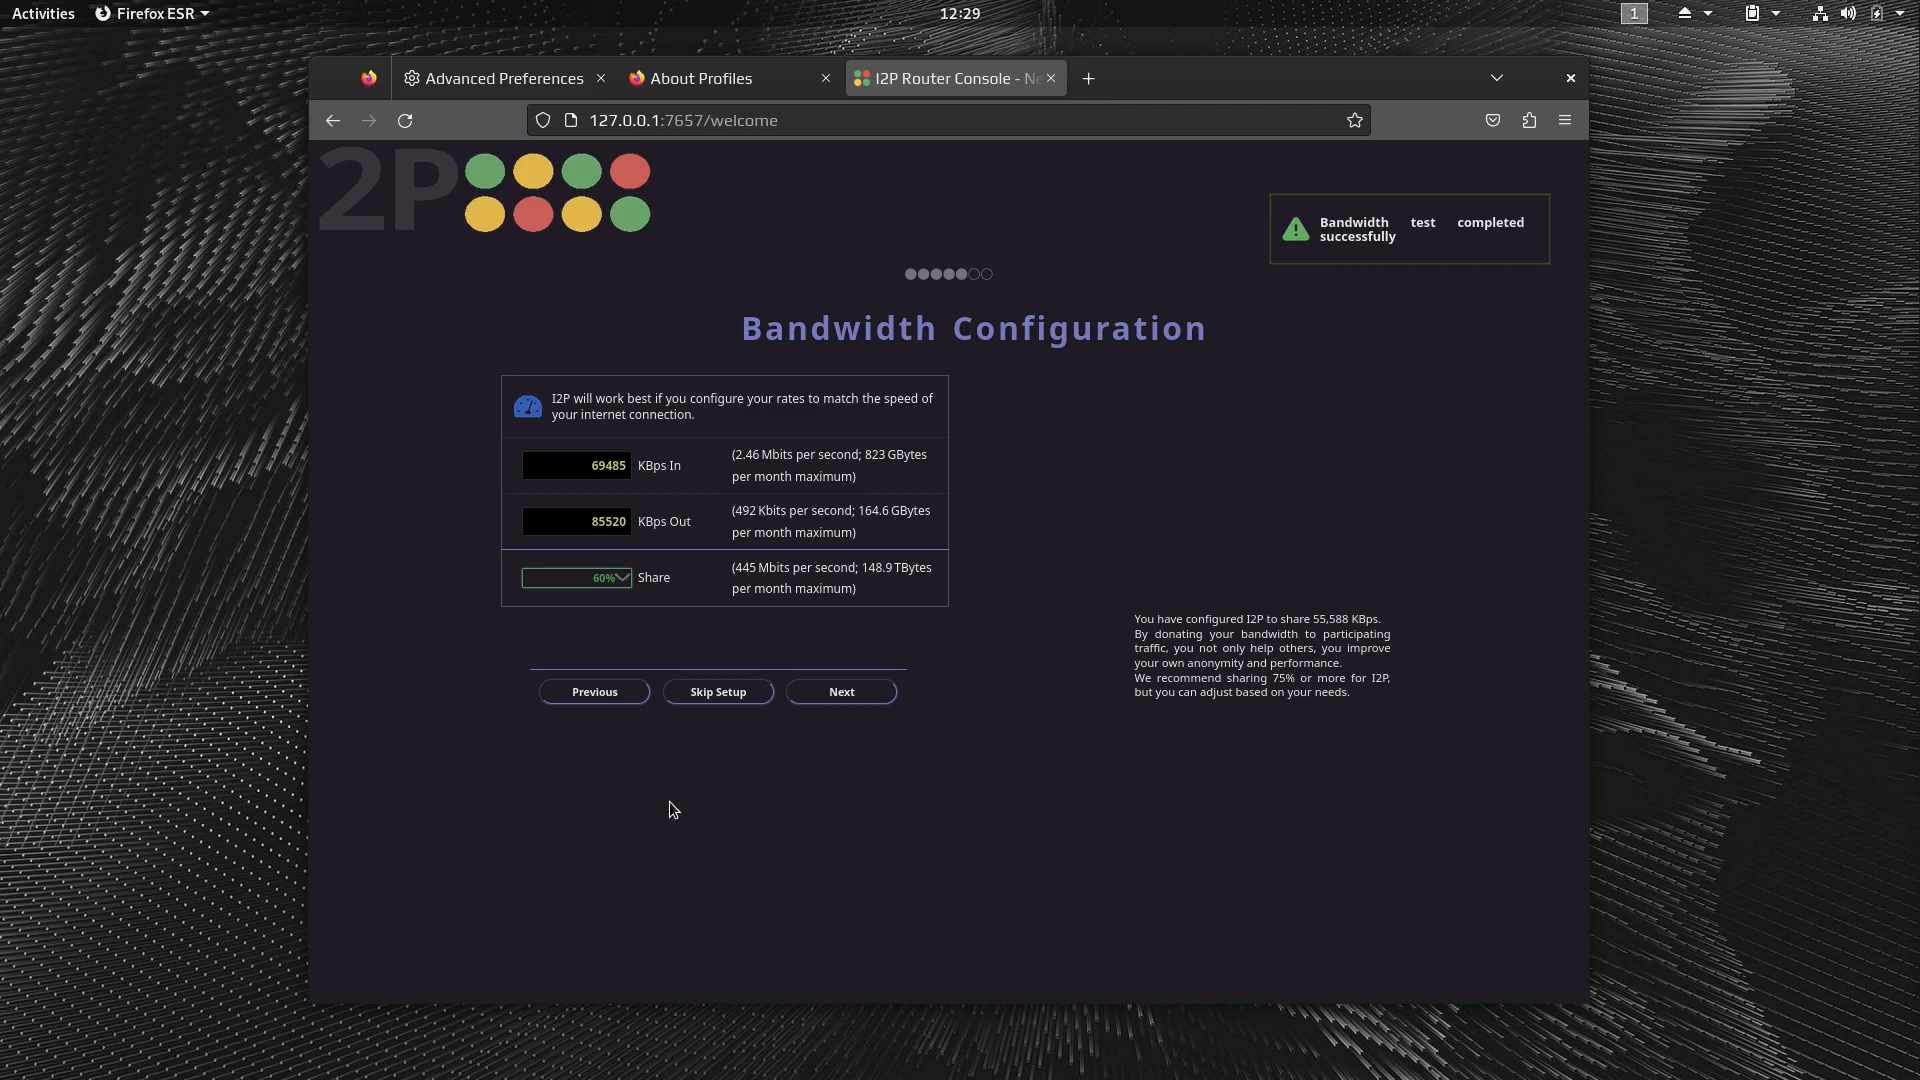 Activities Firefox ESR 12:29 1
Advanced Preferences About Profiles I2P Router Console - Ne
127.0.0.1:7657/welcome
2P
Bandwidth test completed
successfully
Bandwidth Configuration
I2P will work best if you configure your rates to match the speed of
your internet connection.
69485 KBps In (2.46 Mbits per second; 823 GBytes
per month maximum)
85520 KBps Out (492 Kbits per second; 164.6 GBytes
per month maximum)
60% Share (445 Mbits per second; 148.9 TBytes
per month maximum)
You have configured I2P to share 55,588 KBps.
By donating your bandwidth to participating
traffic, you not only help others, you improve
your own anonymity and performance.
We recommend sharing 75% or more for I2P,
but you can adjust based on your needs.
Previous Skip Setup Next